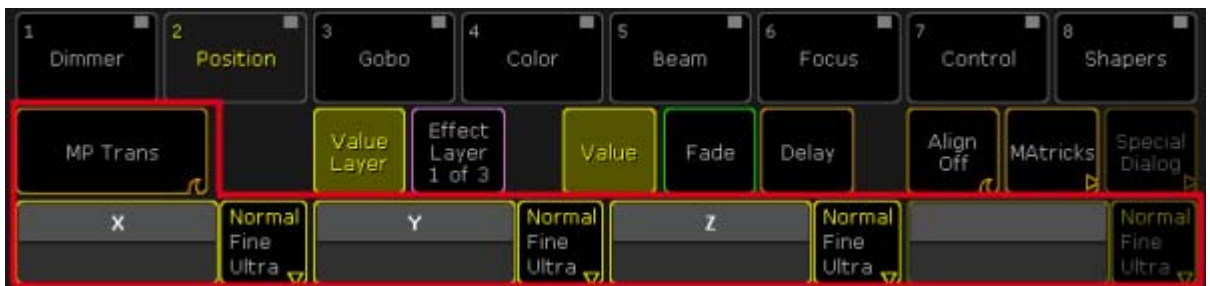 1 Dimmer
2 Position
3 Gobo
4 Color
5 Beam
6 Focus
7 Control
8 Shapers
MP Trans
Value
Layer
Effect
Layer
1 of 3
Value
Fade
Delay
Align
Off
MAtricks
Special
Dialog
X
Normal
Fine
Ultra
Y
Normal
Fine
Ultra
Z
Normal
Fine
Ultra
Normal
Fine
Ultra